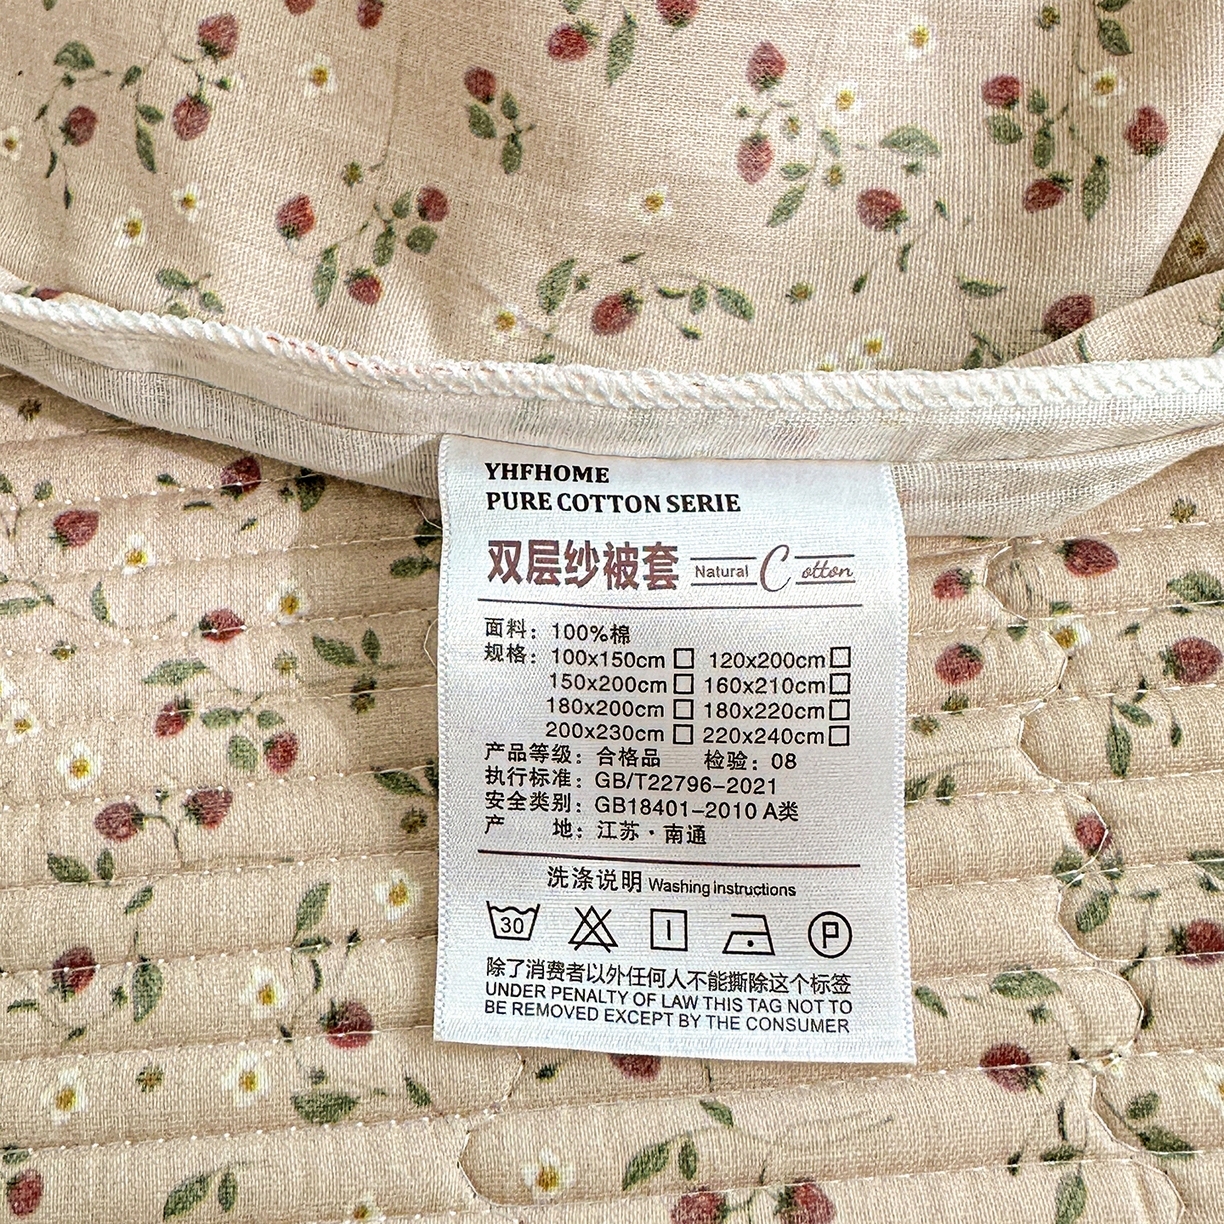 YHFHOME
PURE COTTON SERIE
双层纱被套 Natural Cotton
面料：100%棉
规格：100x150cm □ 120x200cm □
150x200cm □ 160x210cm □
180x200cm □ 180x220cm □
200x230cm □ 220x240cm □
产品等级：合格品 检验：08
执行标准：GB/T22796-2021
安全类别：GB18401-2010 A类
产 地：江苏·南通
洗涤说明 Washing instructions
30 P
除了消费者以外任何人不能撕除这个标签
UNDER PENALTY OF LAW THIS TAG NOT TO
BE REMOVED EXCEPT BY THE CONSUMER